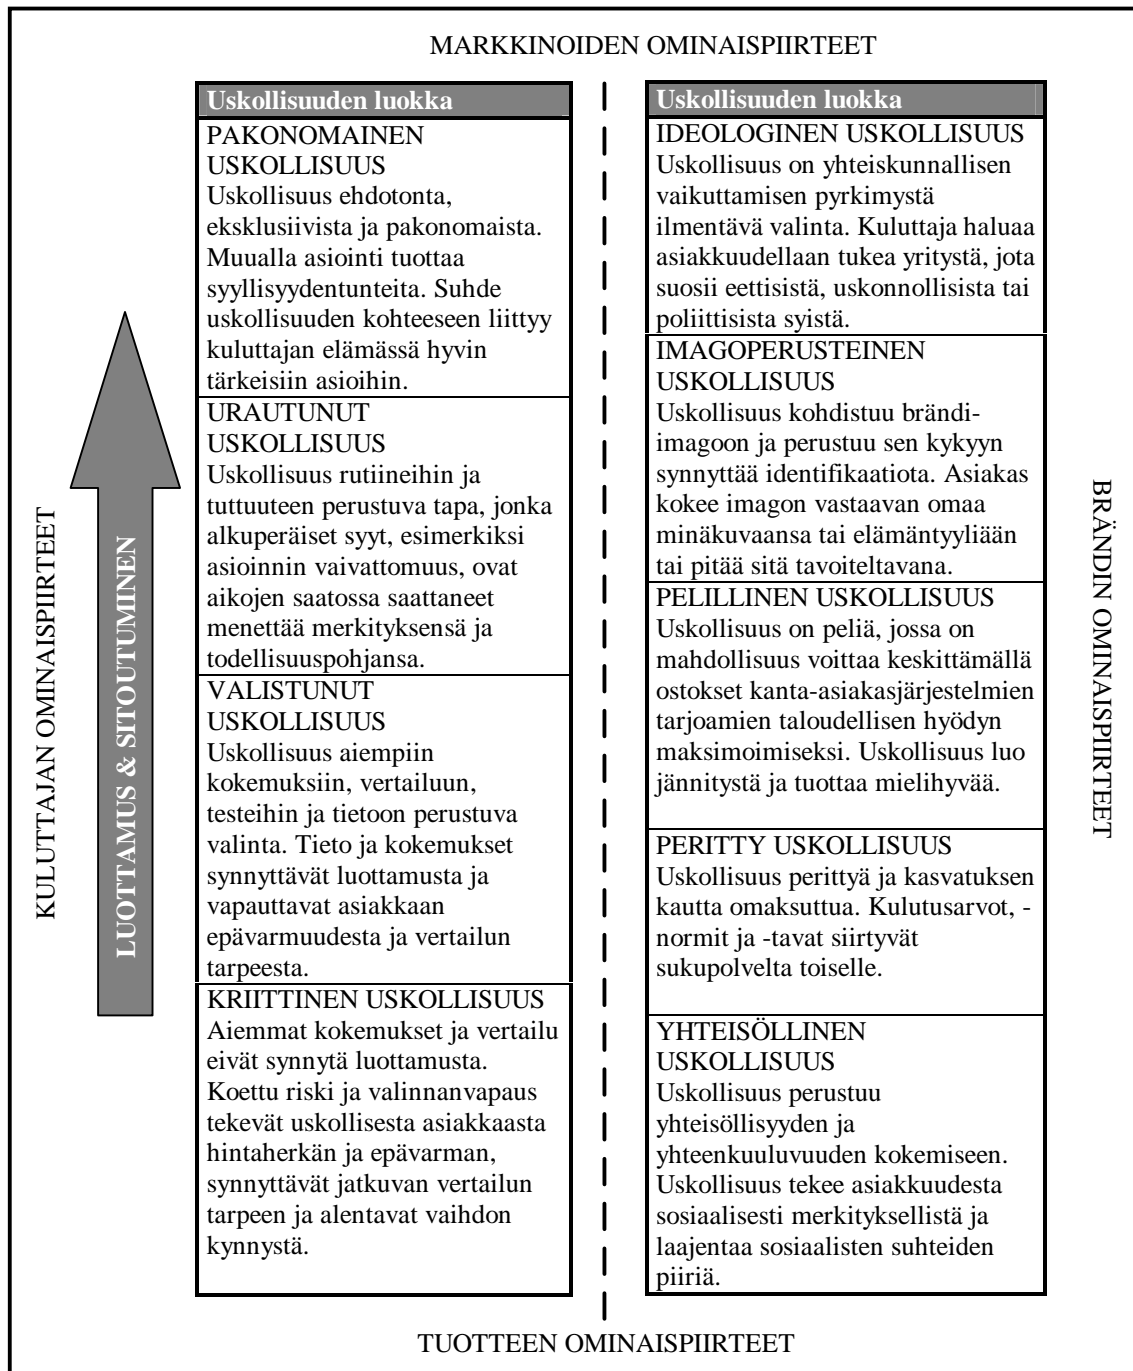 MARKKINOIDEN OMINAISPIIRTEET
KULUTTAJAN OMINAISPIIRTEET
LUOTTAMUS & SITOUTUMINEN
Uskollisuuden luokka
PAKONOMAINEN
USKOLLISUUS
Uskollisuus ehdotonta,
eksklusiivista ja pakonomaista.
Muualla asiointi tuottaa
syyllisyydentunteita. Suhde
uskollisuuden kohteeseen liittyy
kuluttajan elämässä hyvin
tärkeisiin asioihin.
URAUTUNUT
USKOLLISUUS
Uskollisuus rutiineihin ja
tuttuuteen perustuva tapa, jonka
alkuperäiset syyt, esimerkiksi
asioinnin vaivattomuus, ovat
aikojen saatossa saattaneet
menettää merkityksensä ja
todellisuuspohjansa.
VALISTUNUT
USKOLLISUUS
Uskollisuus aiempiin
kokemuksiin, vertailuun,
testeihin ja tietoon perustuva
valinta. Tieto ja kokemukset
synnyttävät luottamusta ja
vapauttavat asiakkaan
epävarmuudesta ja vertailun
tarpeesta.
KRIITTINEN USKOLLISUUS
Aiemmat kokemukset ja vertailu
eivät synnytä luottamusta.
Koettu riski ja valinnanvapaus
tekevät uskollisesta asiakkaasta
hintaherkän ja epävarman,
synnyttävät jatkuvan vertailun
tarpeen ja alentavat vaihdon
kynnystä.
Uskollisuuden luokka
IDEOLOGINEN USKOLLISUUS
Uskollisuus on yhteiskunnallisen
vaikuttamisen pyrkimystä
ilmentävä valinta. Kuluttaja haluaa
asiakkuudellaan tukea yritystä, jota
suosii eettisistä, uskonnollisista tai
poliittisista syistä.
IMAGOPERUSTEINEN
USKOLLISUUS
Uskollisuus kohdistuu brändi-
imagoon ja perustuu sen kykyyn
synnyttää identifikaatiota. Asiakas
kokee imagon vastaavan omaa
minäkuvaansa tai elämäntyyliään
tai pitää sitä tavoiteltavana.
PELILLINEN USKOLLISUUS
Uskollisuus on peliä, jossa on
mahdollisuus voittaa keskittämällä
ostokset kanta-asiakasjärjestelmien
tarjoamien taloudellisen hyödyn
maksimoimiseksi. Uskollisuus luo
jännitystä ja tuottaa mielihyvää.
PERITTY USKOLLISUUS
Uskollisuus perittyä ja kasvatuksen
kautta omaksuttua. Kulutusarvot, -
normit ja -tavat siirtyvät
sukupolvelta toiselle.
YHTEISÖLLINEN
USKOLLISUUS
Uskollisuus perustuu
yhteisöllisyyden ja
yhteenkuuluvuuden kokemiseen.
Uskollisuus tekee asiakkuudesta
sosiaalisesti merkityksellistä ja
laajentaa sosiaalisten suhteiden
piiriä.
BRÄNDIN OMINAISPIIRTEET
TUOTTEEN OMINAISPIIRTEET